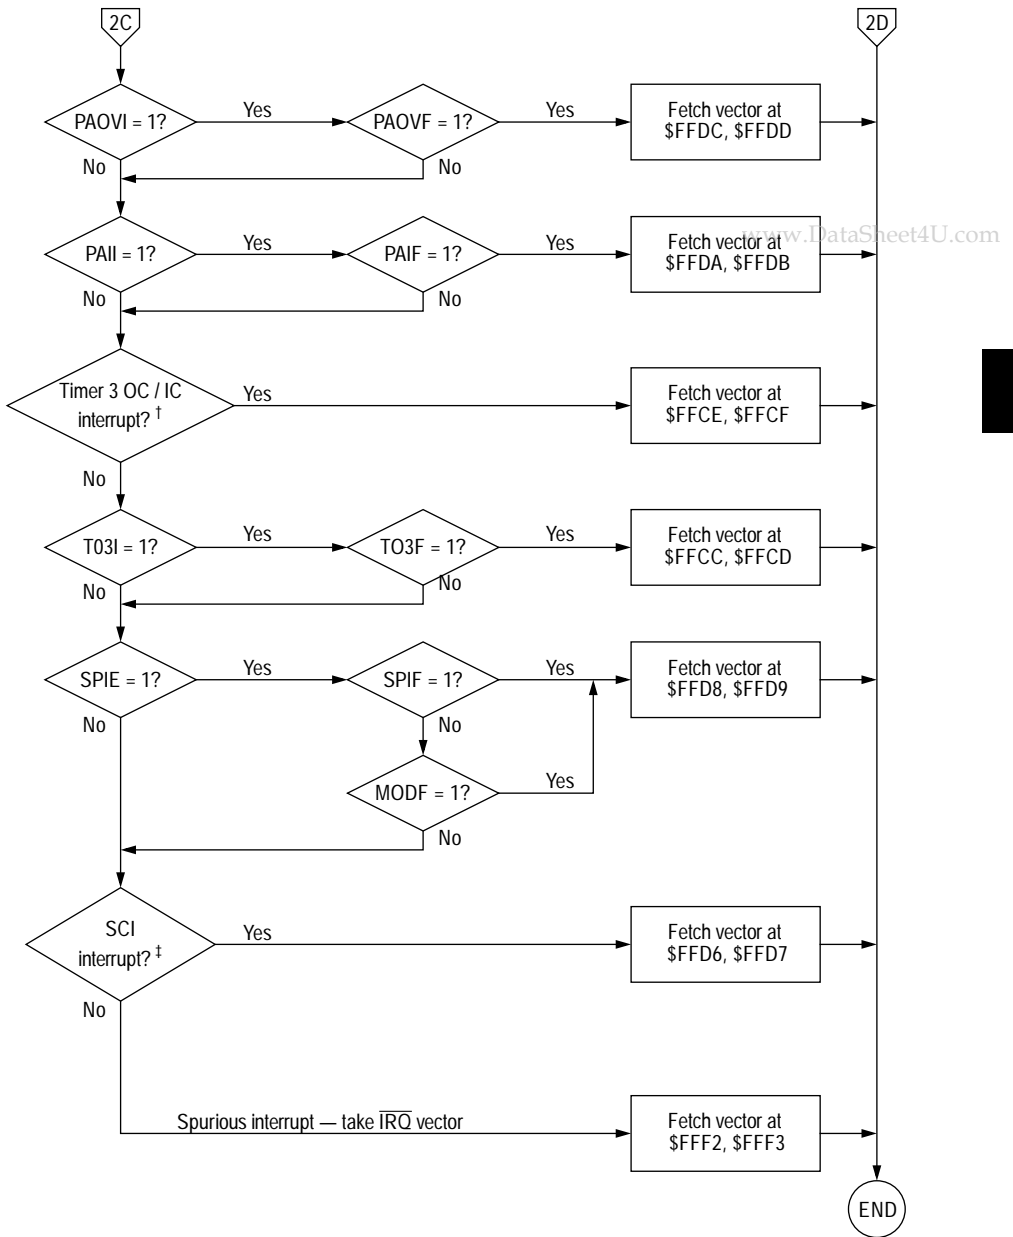 2C
2D
PAOVI = 1?
Yes
PAOVF = 1?
Yes
Fetch vector at
$FFDC, $FFDD
No
No
www.DataSheet4U.com
PAII = 1?
Yes
PAIF = 1?
Yes
Fetch vector at
$FFDA, $FFDB
No
No
Timer 3 OC / IC
interrupt? †
Yes
Fetch vector at
$FFCE, $FFCF
No
T03I = 1?
Yes
TO3F = 1?
Yes
Fetch vector at
$FFCC, $FFCD
No
No
SPIE = 1?
Yes
SPIF = 1?
Yes
Fetch vector at
$FFD8, $FFD9
No
No
MODF = 1?
Yes
No
SCI
interrupt? ‡
Yes
Fetch vector at
$FFD6, $FFD7
No
Spurious interrupt — take I̅R̅Q̅ vector
Fetch vector at
$FFF2, $FFF3
END